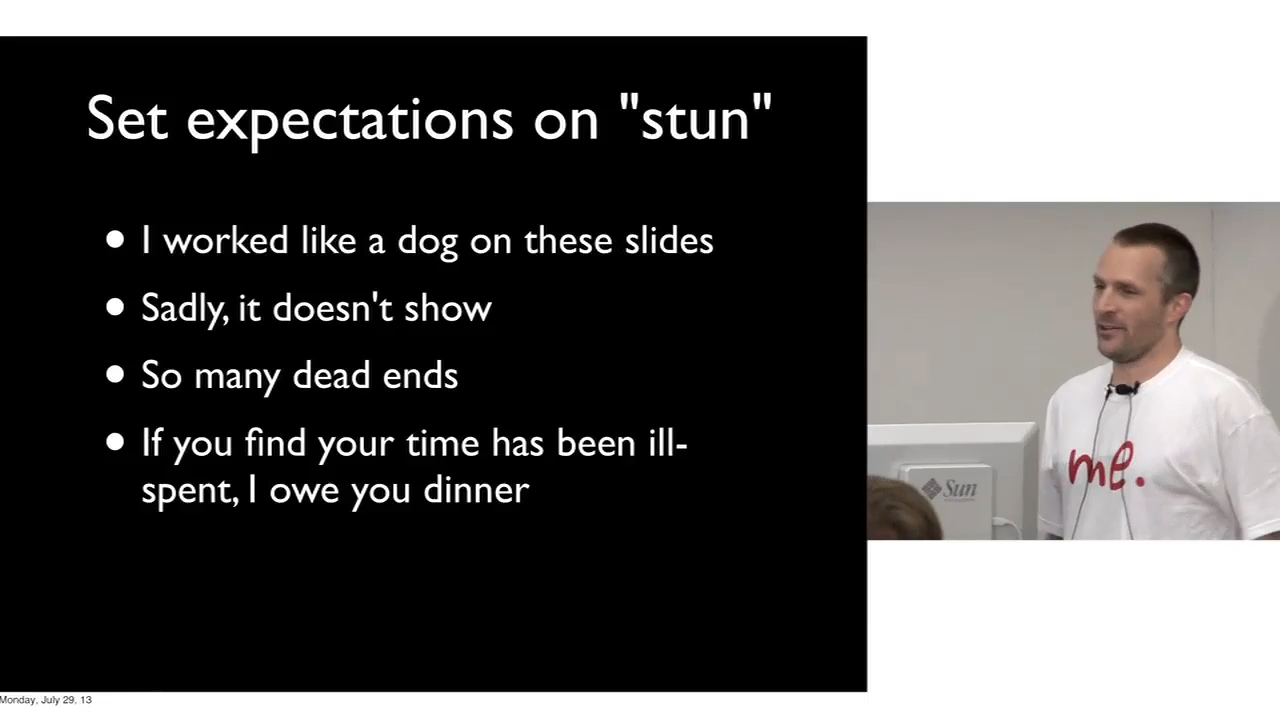 Set expectations on "stun"
• I worked like a dog on these slides
• Sadly, it doesn't show
• So many dead ends
• If you find your time has been ill-
spent, I owe you dinner
me.
Sun
Monday, July 29, 13